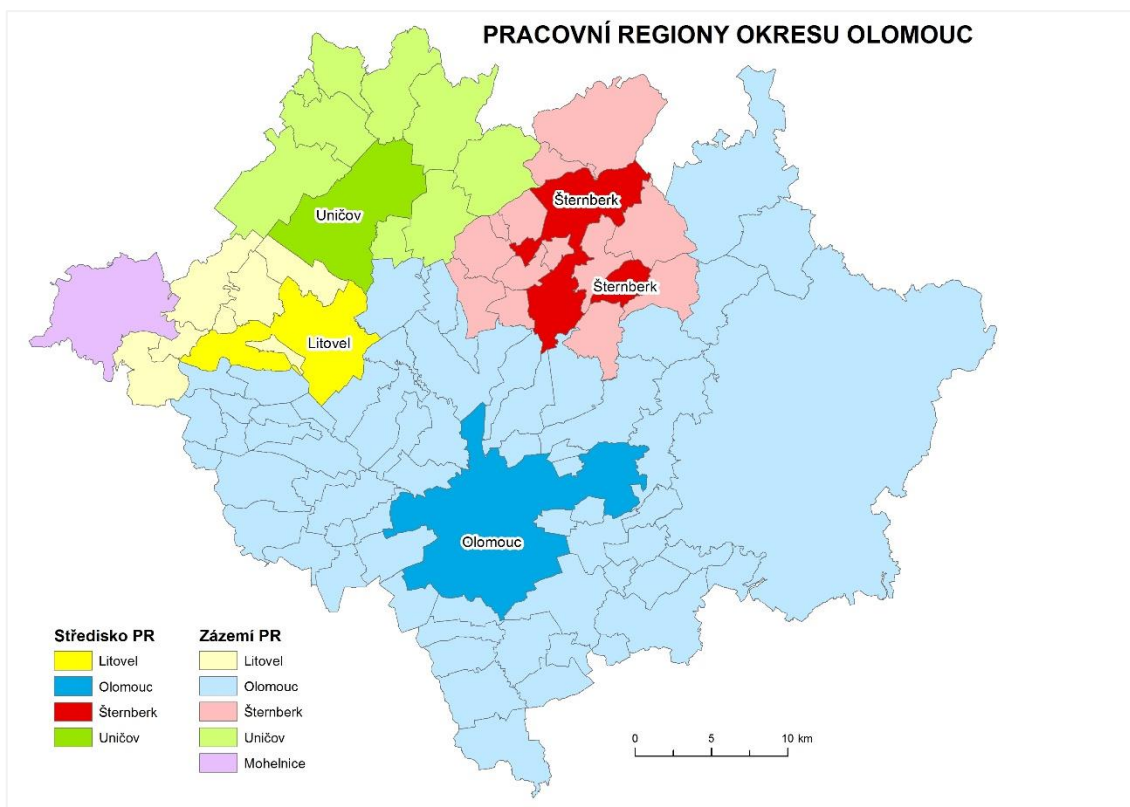 PRACOVNÍ REGIONY OKRESU OLOMOUC
Šternberk
Uničov
Šternberk
Litovel
Olomouc
Středisko PR
Litovel
Olomouc
Šternberk
Uničov
Zázemí PR
Litovel
Olomouc
Šternberk
Uničov
Mohelnice
0 5 10 km